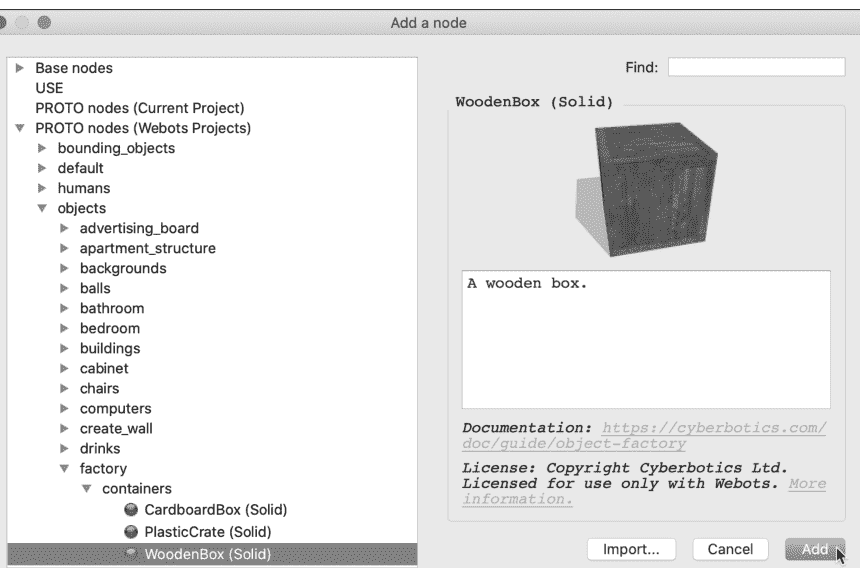 Add a node
Base nodes
USE
PROTO nodes (Current Project)
PROTO nodes (Webots Projects)
bounding_objects
default
humans
objects
advertising_board
apartment_structure
backgrounds
balls
bathroom
bedroom
buildings
cabinet
chairs
computers
create_wall
drinks
factory
containers
CardboardBox (Solid)
PlasticCrate (Solid)
WoodenBox (Solid)
Find:
WoodenBox (Solid)
A wooden box.
Documentation: https://cyberbotics.com/
doc/guide/object-factory
License: Copyright Cyberbotics Ltd.
Licensed for use only with Webots. More
information.
Import...
Cancel
Add